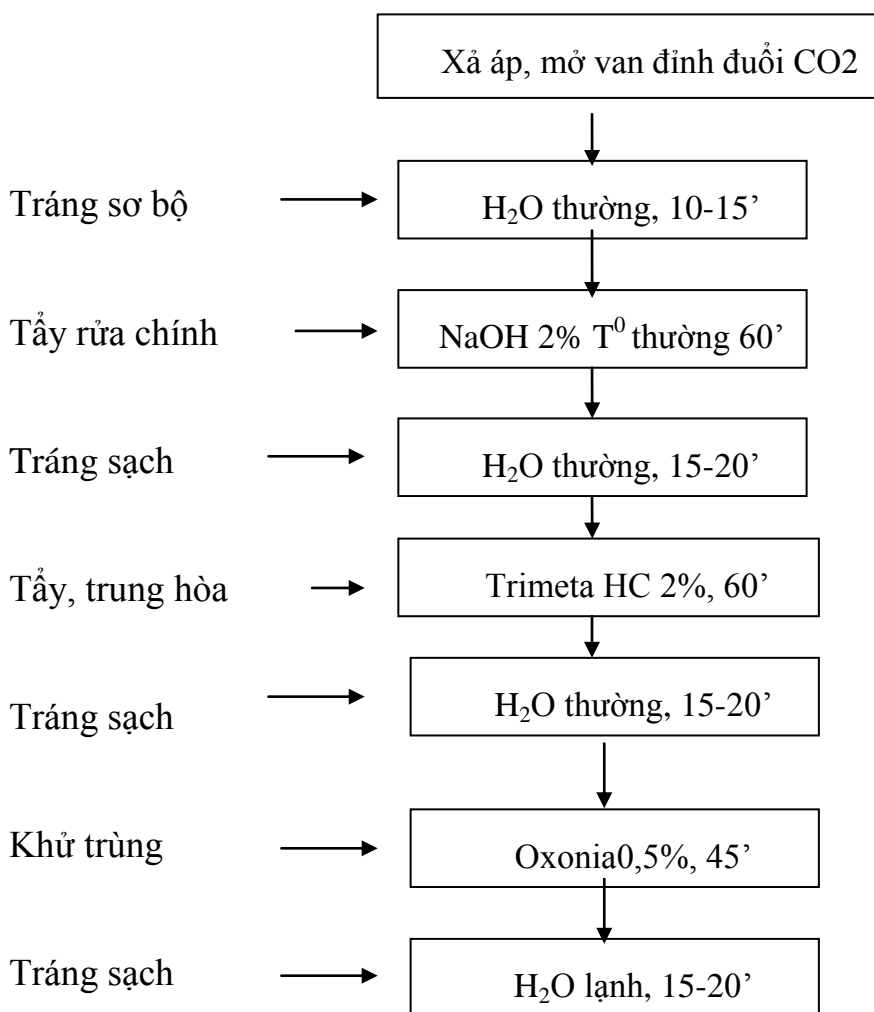 Xả áp, mở van đỉnh đuổi CO2
Tráng sơ bộ
H₂O thường, 10-15’
Tẩy rửa chính
NaOH 2% T⁰ thường 60’
Tráng sạch
H₂O thường, 15-20’
Tẩy, trung hòa
Trimeta HC 2%, 60’
Tráng sạch
H₂O thường, 15-20’
Khử trùng
Oxonia0,5%, 45’
Tráng sạch
H₂O lạnh, 15-20’